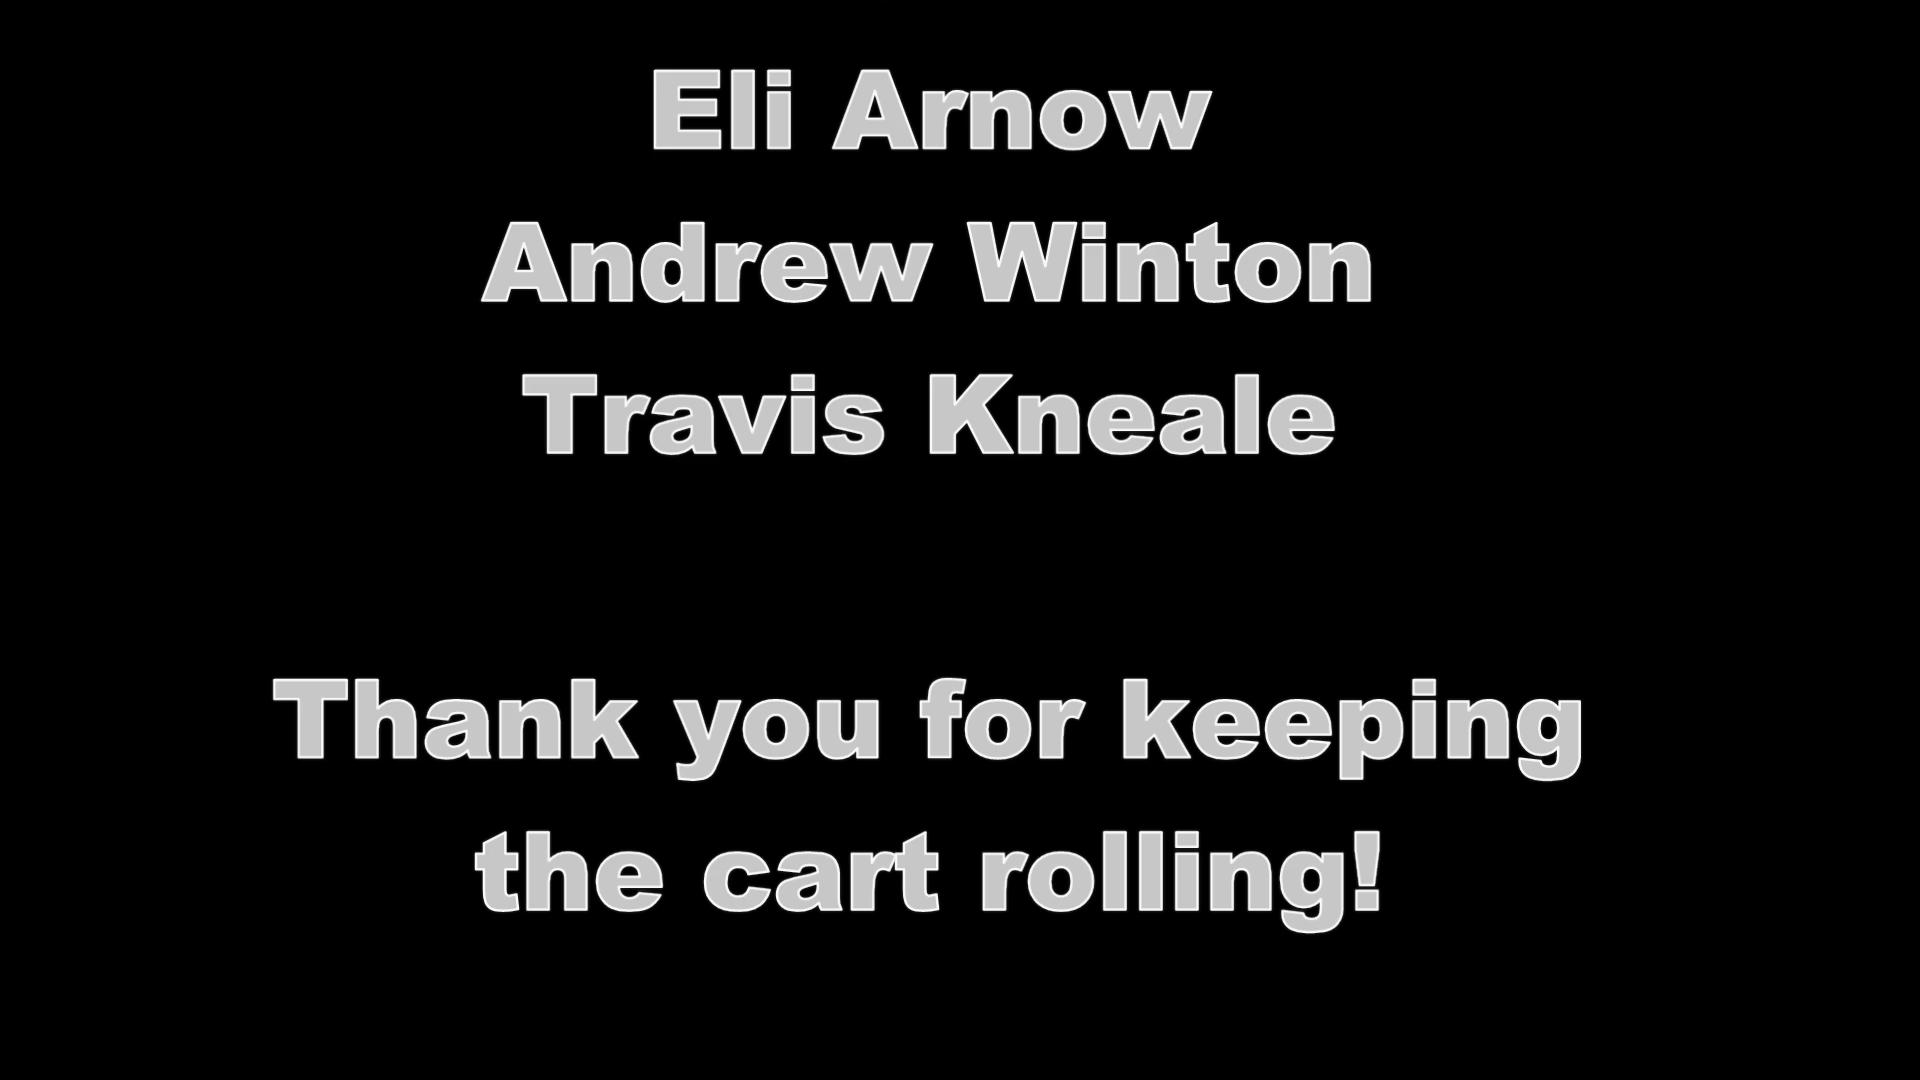 Eli Arnow
Andrew Winton
Travis Kneale
Thank you for keeping
the cart rolling!